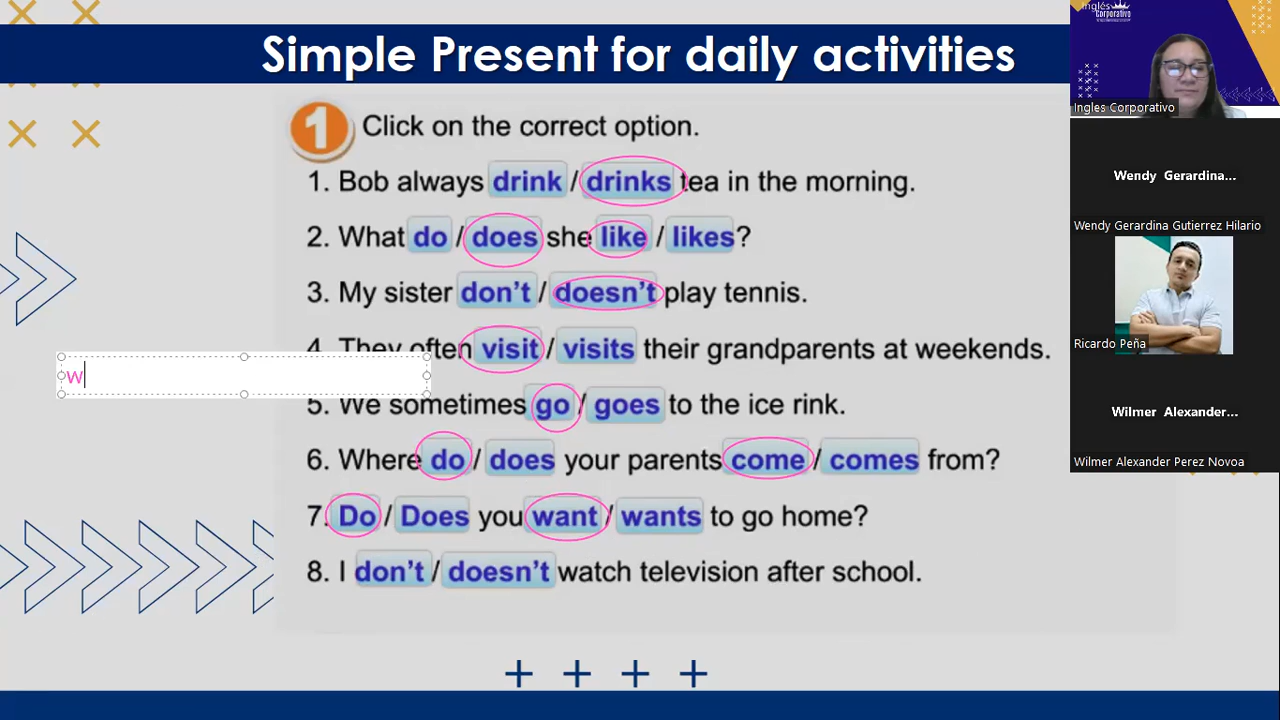 Simple Present for daily activities
1 Click on the correct option.
1. Bob always drink / drinks tea in the morning.
2. What do / does she like / likes?
3. My sister don't / doesn't play tennis.
4. They often visit / visits their grandparents at weekends.
w
5. We sometimes go / goes to the ice rink.
6. Where do / does your parents come / comes from?
7. Do / Does you want / wants to go home?
8. I don't / doesn't watch television after school.
Inglés
corporativo
Ingles Corporativo
Wendy Gerardina...
Wendy Gerardina Gutierrez Hilario
Ricardo Peña
Wilmer Alexander...
Wilmer Alexander Perez Novoa